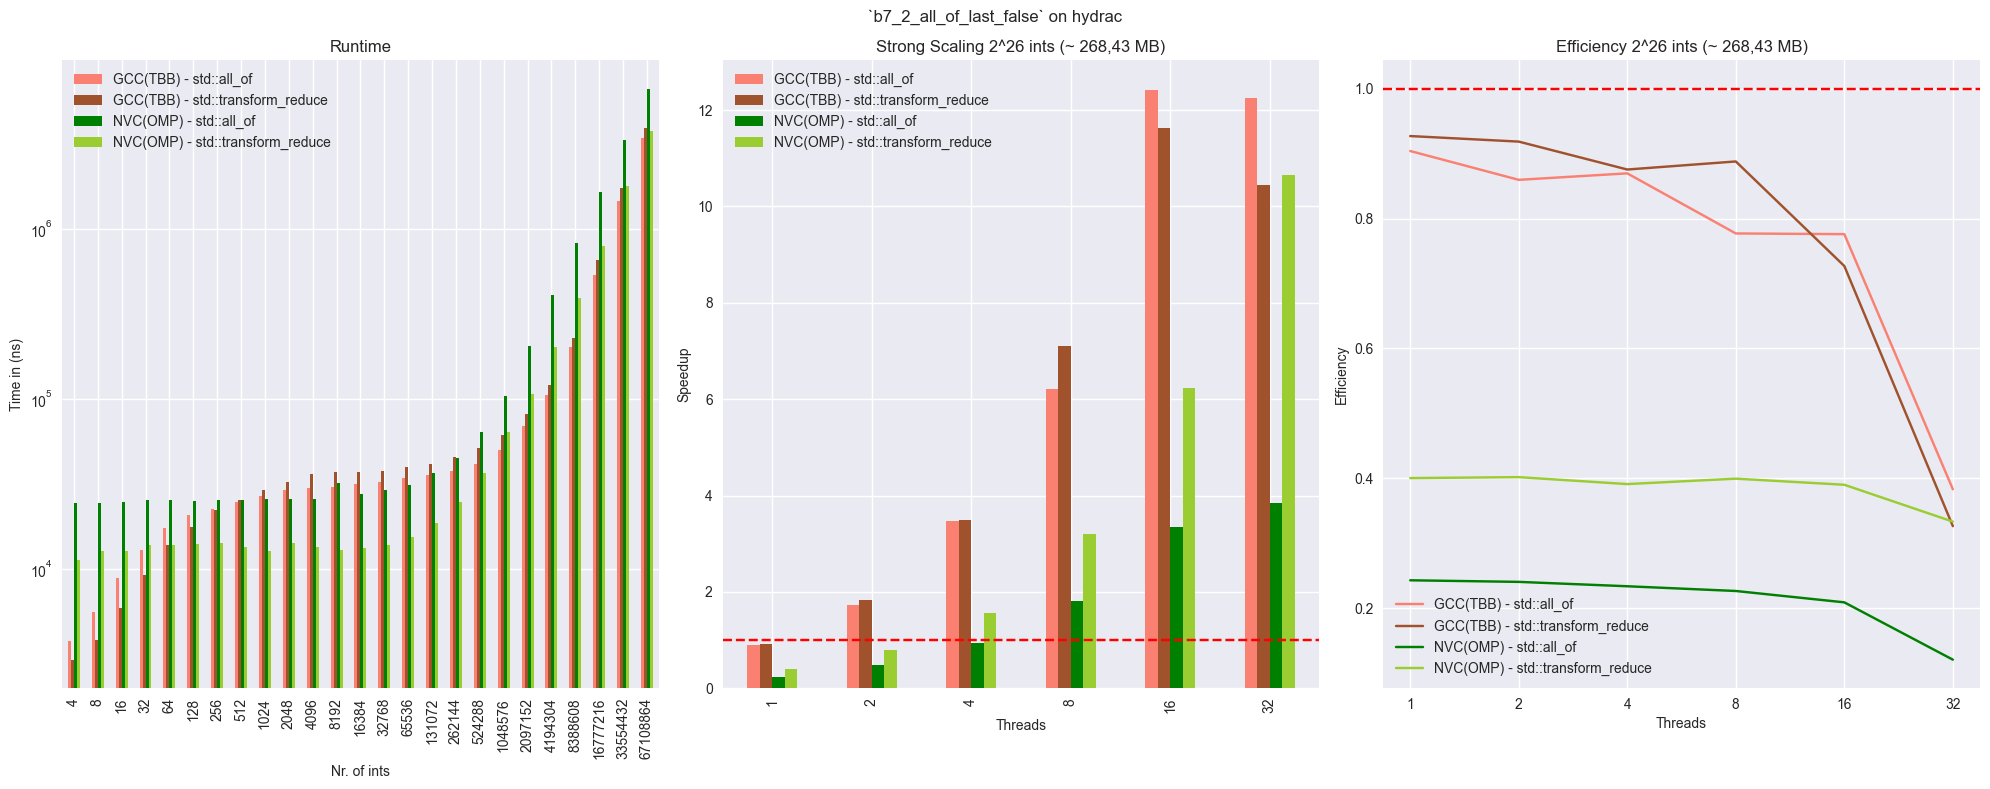 `b7_2_all_of_last_false` on hydrac
Runtime
GCC(TBB) - std::all_of
GCC(TBB) - std::transform_reduce
NVC(OMP) - std::all_of
NVC(OMP) - std::transform_reduce
Time in (ns)
10^6
10^5
10^4
4
8
16
32
64
128
256
512
1024
2048
4096
8192
16384
32768
65536
131072
262144
524288
1048576
2097152
4194304
8388608
16777216
33554432
67108864
Nr. of ints
Strong Scaling 2^26 ints (~ 268,43 MB)
GCC(TBB) - std::all_of
GCC(TBB) - std::transform_reduce
NVC(OMP) - std::all_of
NVC(OMP) - std::transform_reduce
Speedup
12
10
8
6
4
2
0
1
2
4
8
16
32
Threads
Efficiency 2^26 ints (~ 268,43 MB)
Efficiency
1.0
0.8
0.6
0.4
0.2
GCC(TBB) - std::all_of
GCC(TBB) - std::transform_reduce
NVC(OMP) - std::all_of
NVC(OMP) - std::transform_reduce
1
2
4
8
16
32
Threads